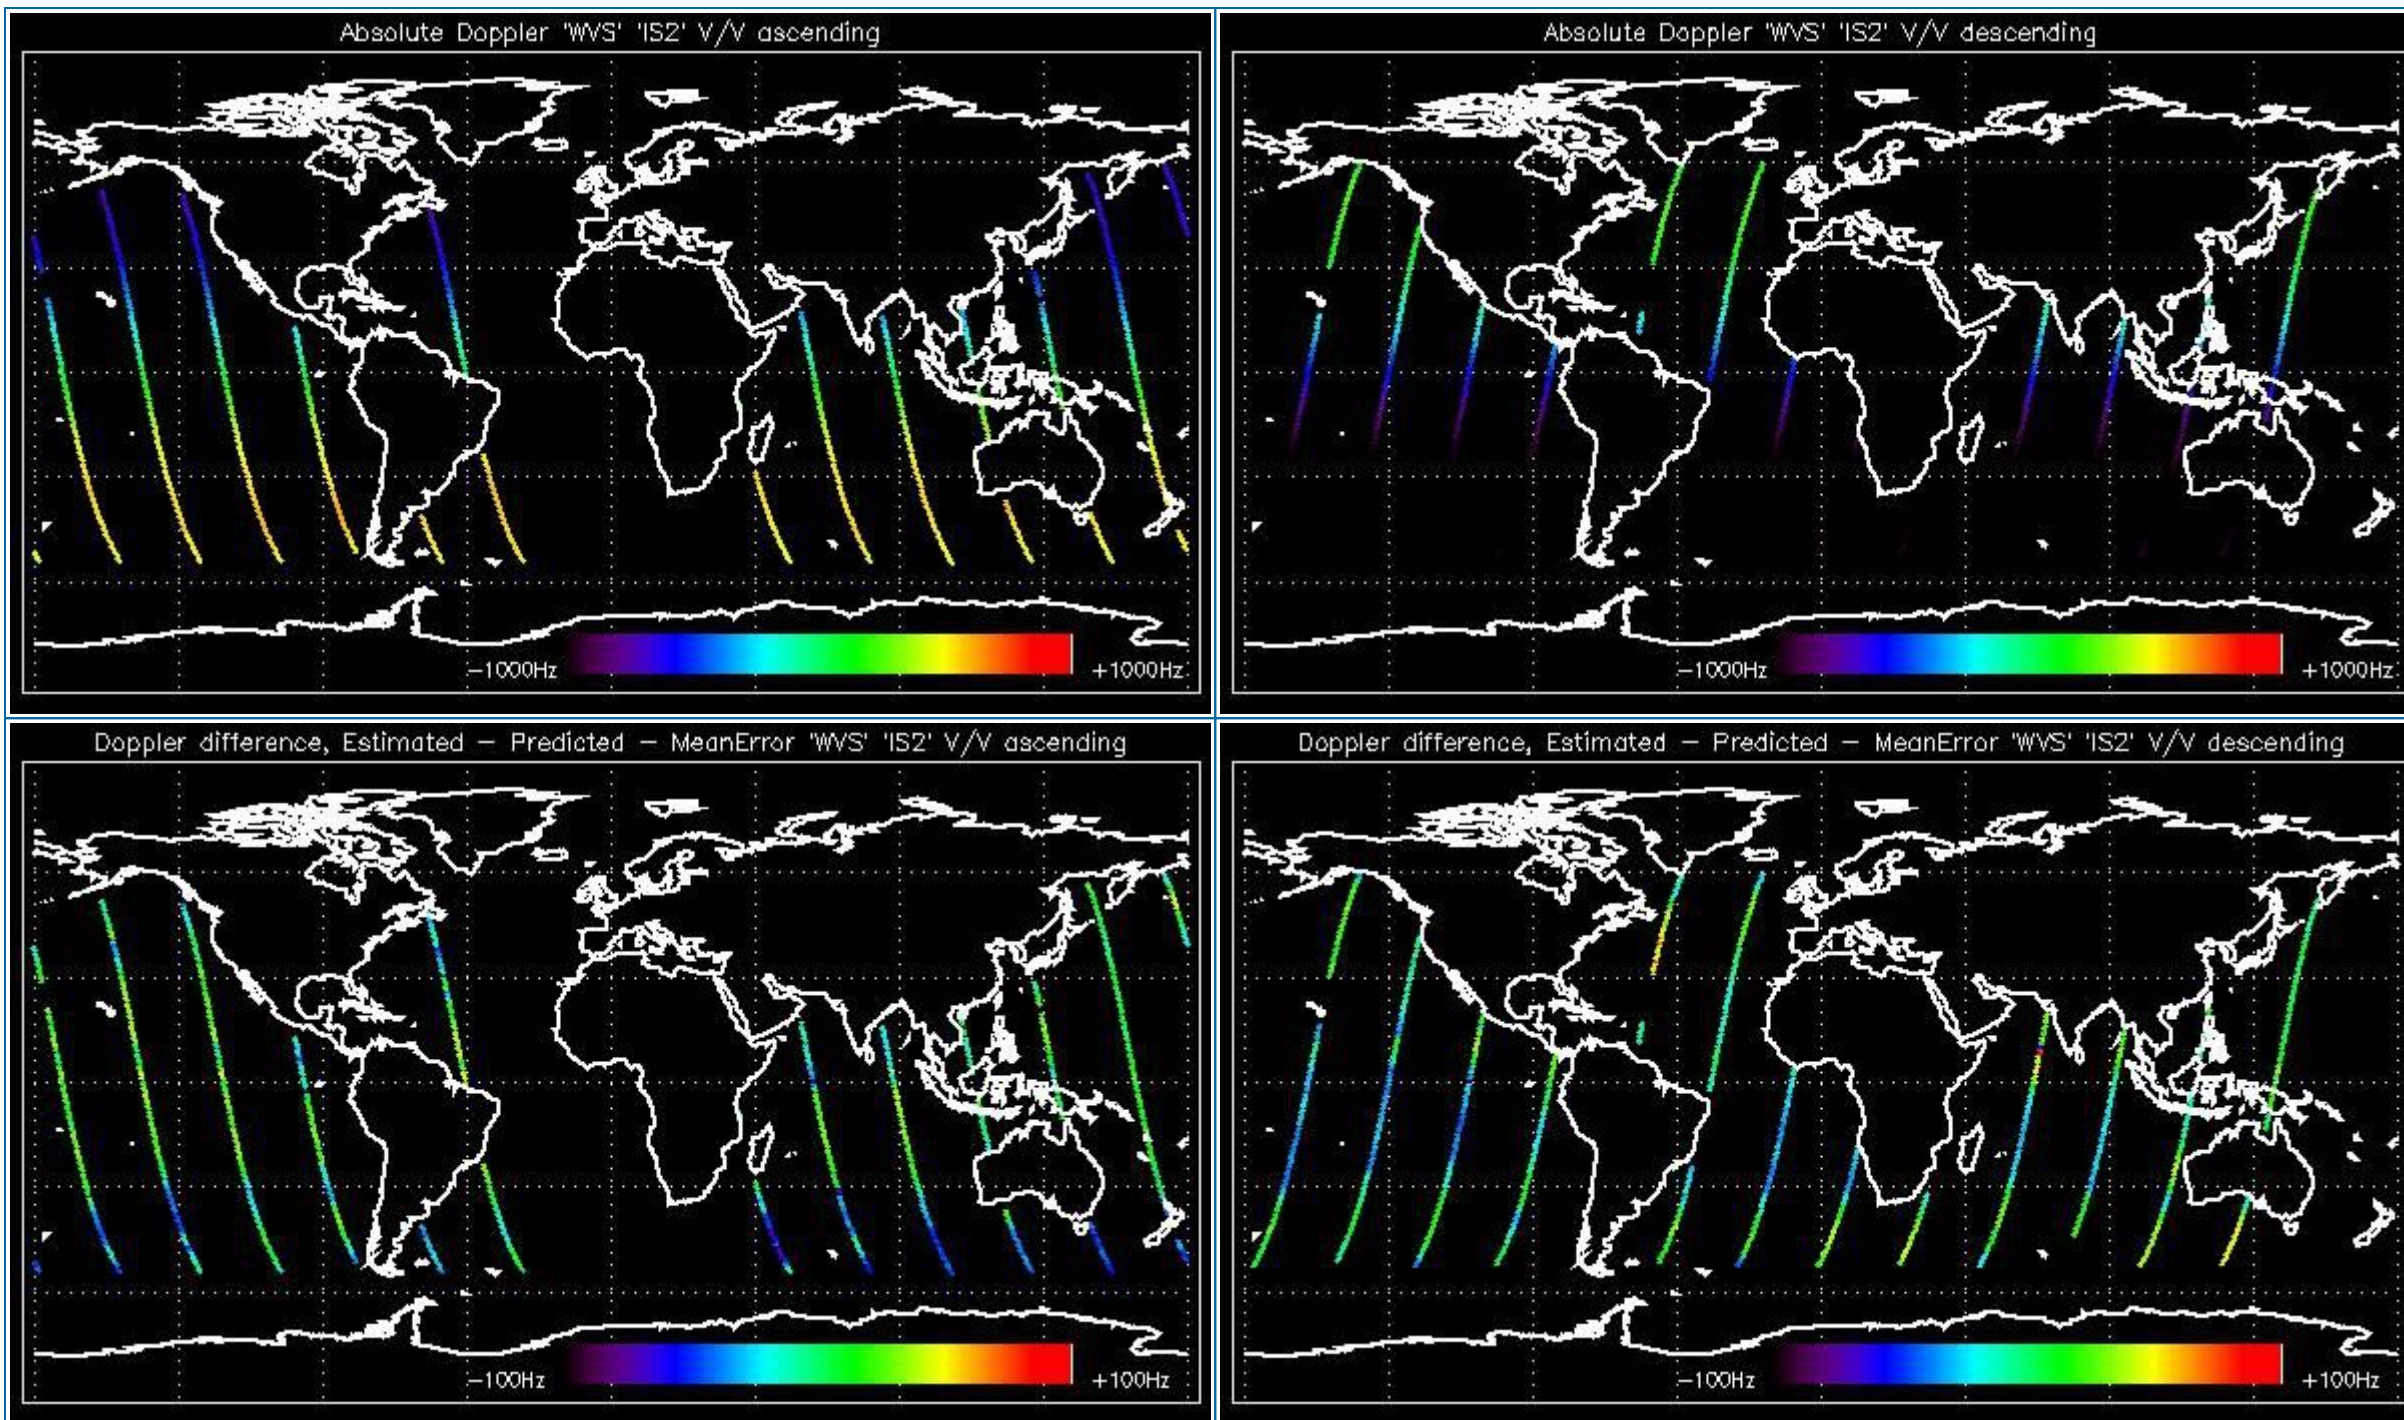 Absolute Doppler 'WVS' 'IS2' V/V ascending
-1000Hz
+1000Hz
Absolute Doppler 'WVS' 'IS2' V/V descending
-1000Hz
+1000Hz
Doppler difference, Estimated - Predicted - MeanError 'WVS' 'IS2' V/V ascending
-100Hz
+100Hz
Doppler difference, Estimated - Predicted - MeanError 'WVS' 'IS2' V/V descending
-100Hz
+100Hz